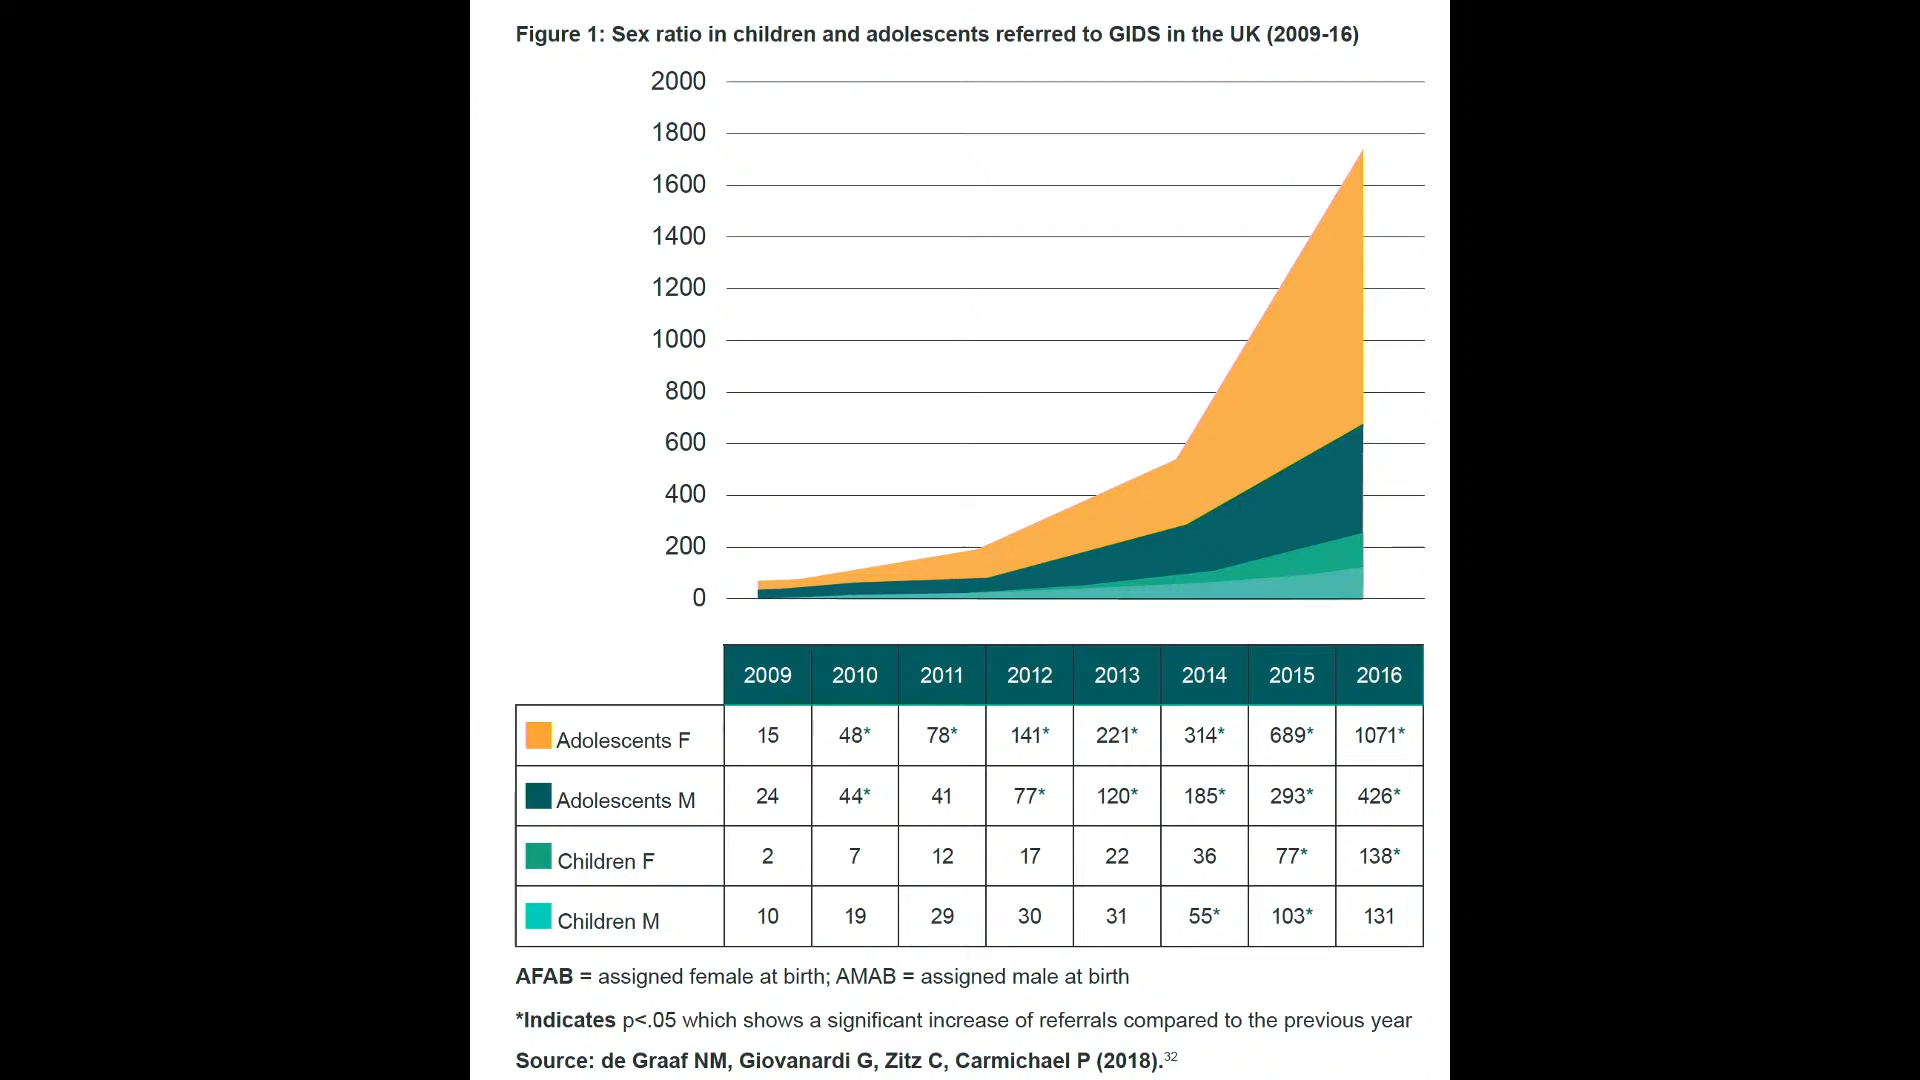 Figure 1: Sex ratio in children and adolescents referred to GIDS in the UK (2009-16)
2000
1800
1600
1400
1200
1000
800
600
400
200
0
2009 2010 2011 2012 2013 2014 2015 2016
Adolescents F 15 48* 78* 141* 221* 314* 689* 1071*
Adolescents M 24 44* 41 77* 120* 185* 293* 426*
Children F 2 7 12 17 22 36 77* 138*
Children M 10 19 29 30 31 55* 103* 131
AFAB = assigned female at birth; AMAB = assigned male at birth
*Indicates p<.05 which shows a significant increase of referrals compared to the previous year
Source: de Graaf NM, Giovanardi G, Zitz C, Carmichael P (2018).32